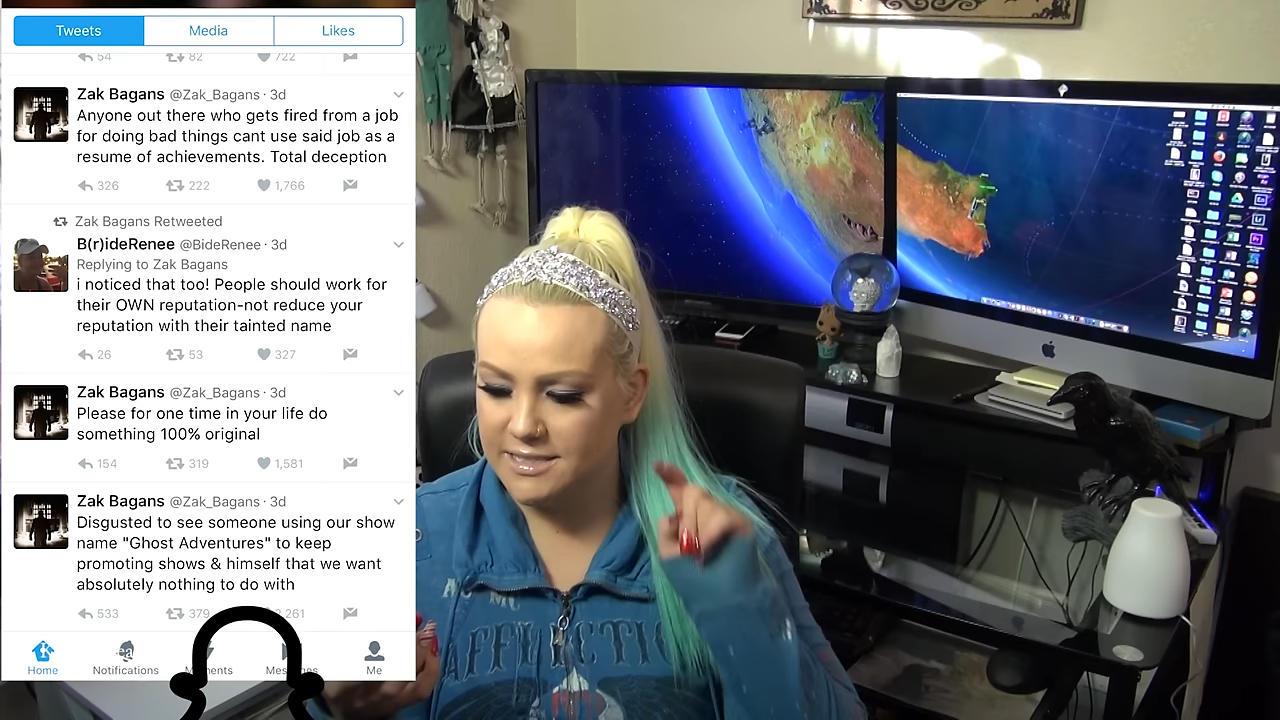 Tweets
Media
Likes
54 82 722
Zak Bagans @Zak_Bagans · 3d
Anyone out there who gets fired from a job
for doing bad things cant use said job as a
resume of achievements. Total deception
326 222 1,766
Zak Bagans Retweeted
B(r)ideRenee @BideRenee · 3d
Replying to Zak Bagans
i noticed that too! People should work for
their OWN reputation-not reduce your
reputation with their tainted name
26 53 327
Zak Bagans @Zak_Bagans · 3d
Please for one time in your life do
something 100% original
154 319 1,581
Zak Bagans @Zak_Bagans · 3d
Disgusted to see someone using our show
name "Ghost Adventures" to keep
promoting shows & himself that we want
absolutely nothing to do with
533 379 261
Home
Notifications
Me
AFFLICTIO